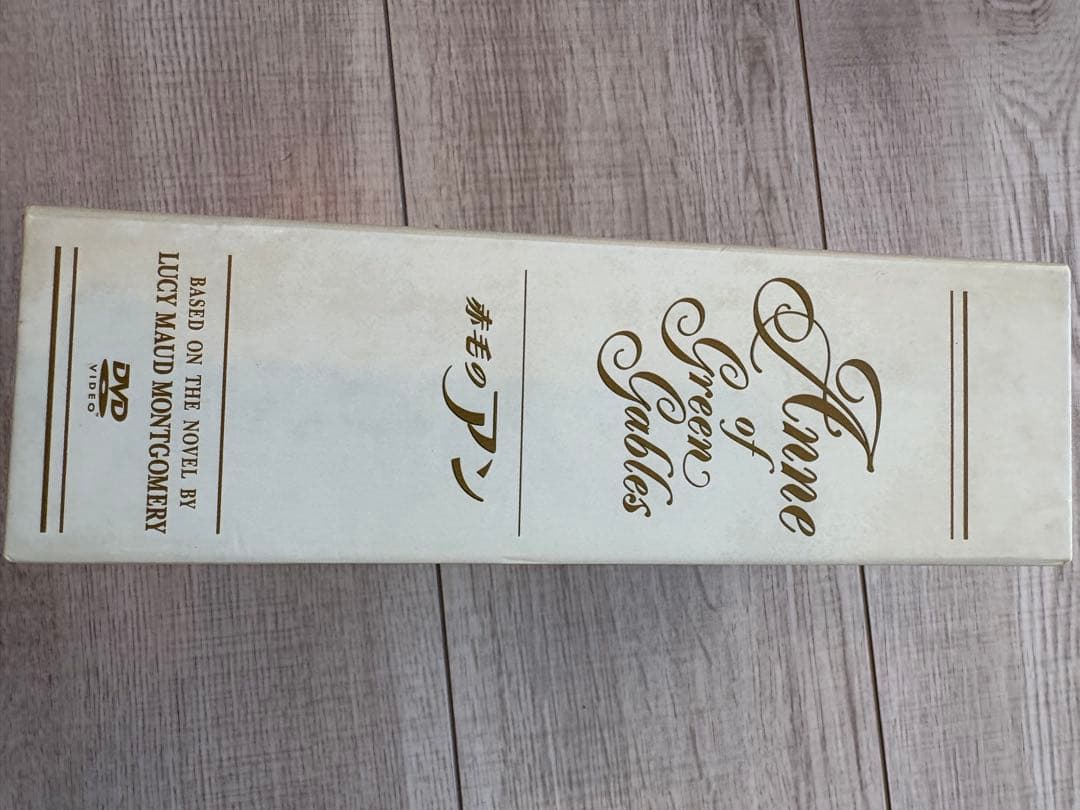 Anne
of
Green
Gables
赤毛のアン
BASED ON THE NOVEL BY
LUCY MAUD MONTGOMERY
DVD
VIDEO